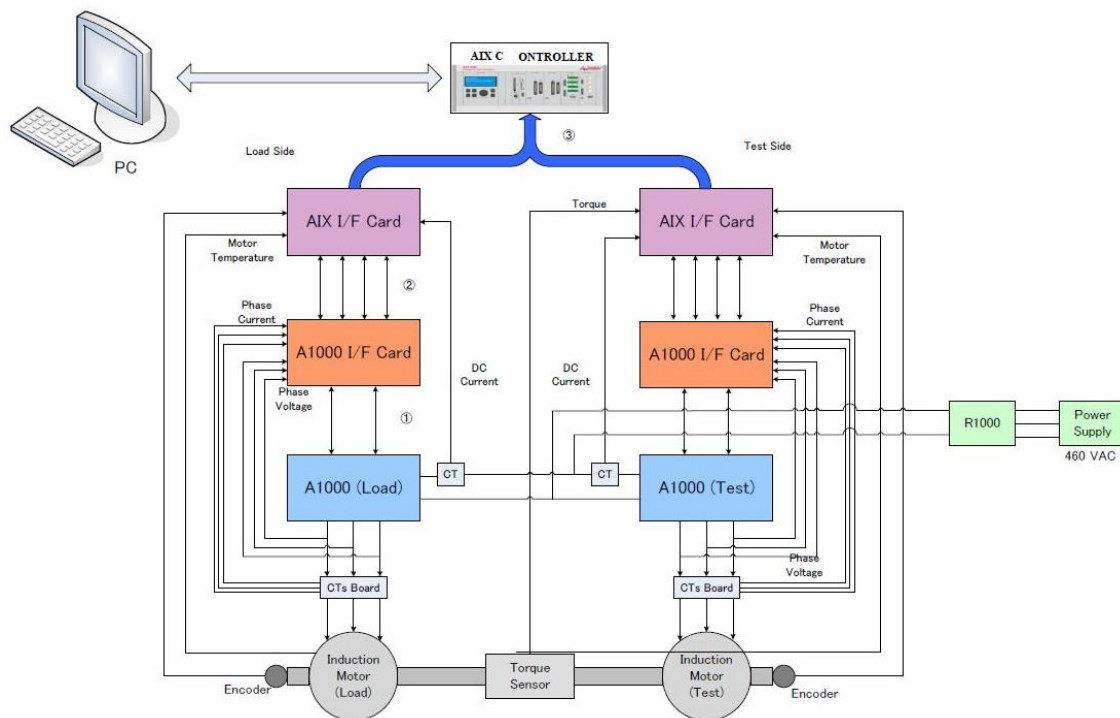 AIX C ONTROLLER
PC
Load Side
③
Test Side
AIX I/F Card
Torque
AIX I/F Card
Motor
Temperature
Motor
Temperature
②
Phase
Current
Phase
Current
A1000 I/F Card
A1000 I/F Card
DC
Current
DC
Current
Phase
Voltage
①
R1000
Power
Supply
460 VAC
A1000 (Load)
CT
CT
A1000 (Test)
Phase
Voltage
CTs Board
CTs Board
Induction
Motor
(Load)
Torque
Sensor
Induction
Motor
(Test)
Encoder
Encoder